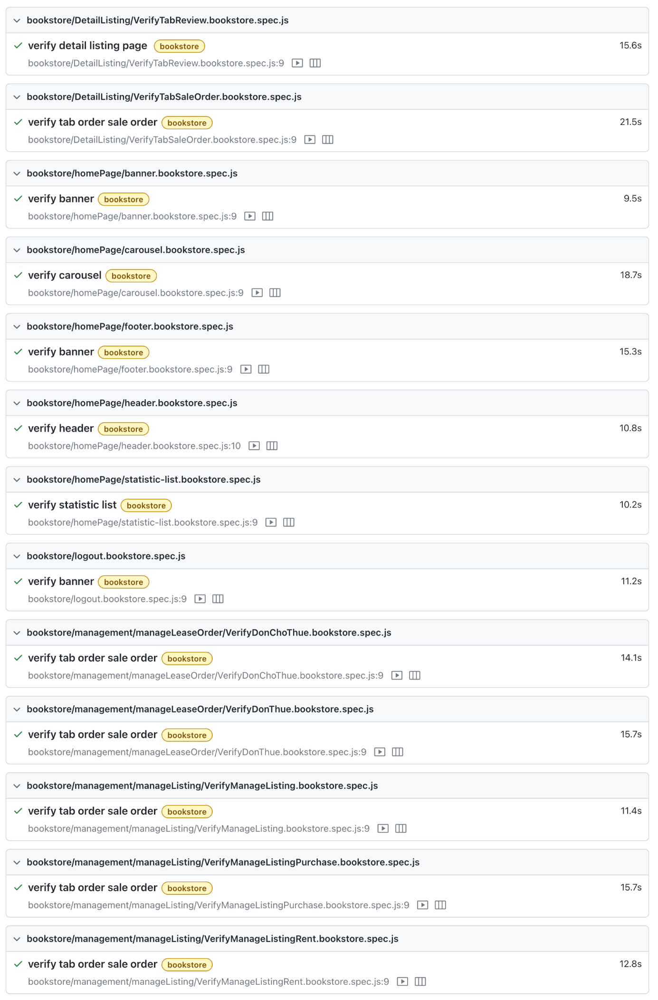 bookstore/DetailListing/VerifyTabReview.bookstore.spec.js
verify detail listing page bookstore 15.6s
bookstore/DetailListing/VerifyTabReview.bookstore.spec.js:9
bookstore/DetailListing/VerifyTabSaleOrder.bookstore.spec.js
verify tab order sale order bookstore 21.5s
bookstore/DetailListing/VerifyTabSaleOrder.bookstore.spec.js:9
bookstore/homePage/banner.bookstore.spec.js
verify banner bookstore 9.5s
bookstore/homePage/banner.bookstore.spec.js:9
bookstore/homePage/carousel.bookstore.spec.js
verify carousel bookstore 18.7s
bookstore/homePage/carousel.bookstore.spec.js:9
bookstore/homePage/footer.bookstore.spec.js
verify banner bookstore 15.3s
bookstore/homePage/footer.bookstore.spec.js:9
bookstore/homePage/header.bookstore.spec.js
verify header bookstore 10.8s
bookstore/homePage/header.bookstore.spec.js:10
bookstore/homePage/statistic-list.bookstore.spec.js
verify statistic list bookstore 10.2s
bookstore/homePage/statistic-list.bookstore.spec.js:9
bookstore/logout.bookstore.spec.js
verify banner bookstore 11.2s
bookstore/logout.bookstore.spec.js:9
bookstore/management/manageLeaseOrder/VerifyDonChoThue.bookstore.spec.js
verify tab order sale order bookstore 14.1s
bookstore/management/manageLeaseOrder/VerifyDonChoThue.bookstore.spec.js:9
bookstore/management/manageLeaseOrder/VerifyDonThue.bookstore.spec.js
verify tab order sale order bookstore 15.7s
bookstore/management/manageLeaseOrder/VerifyDonThue.bookstore.spec.js:9
bookstore/management/manageListing/VerifyManageListing.bookstore.spec.js
verify tab order sale order bookstore 11.4s
bookstore/management/manageListing/VerifyManageListing.bookstore.spec.js:9
bookstore/management/manageListing/VerifyManageListingPurchase.bookstore.spec.js
verify tab order sale order bookstore 15.7s
bookstore/management/manageListing/VerifyManageListingPurchase.bookstore.spec.js:9
bookstore/management/manageListing/VerifyManageListingRent.bookstore.spec.js
verify tab order sale order bookstore 12.8s
bookstore/management/manageListing/VerifyManageListingRent.bookstore.spec.js:9